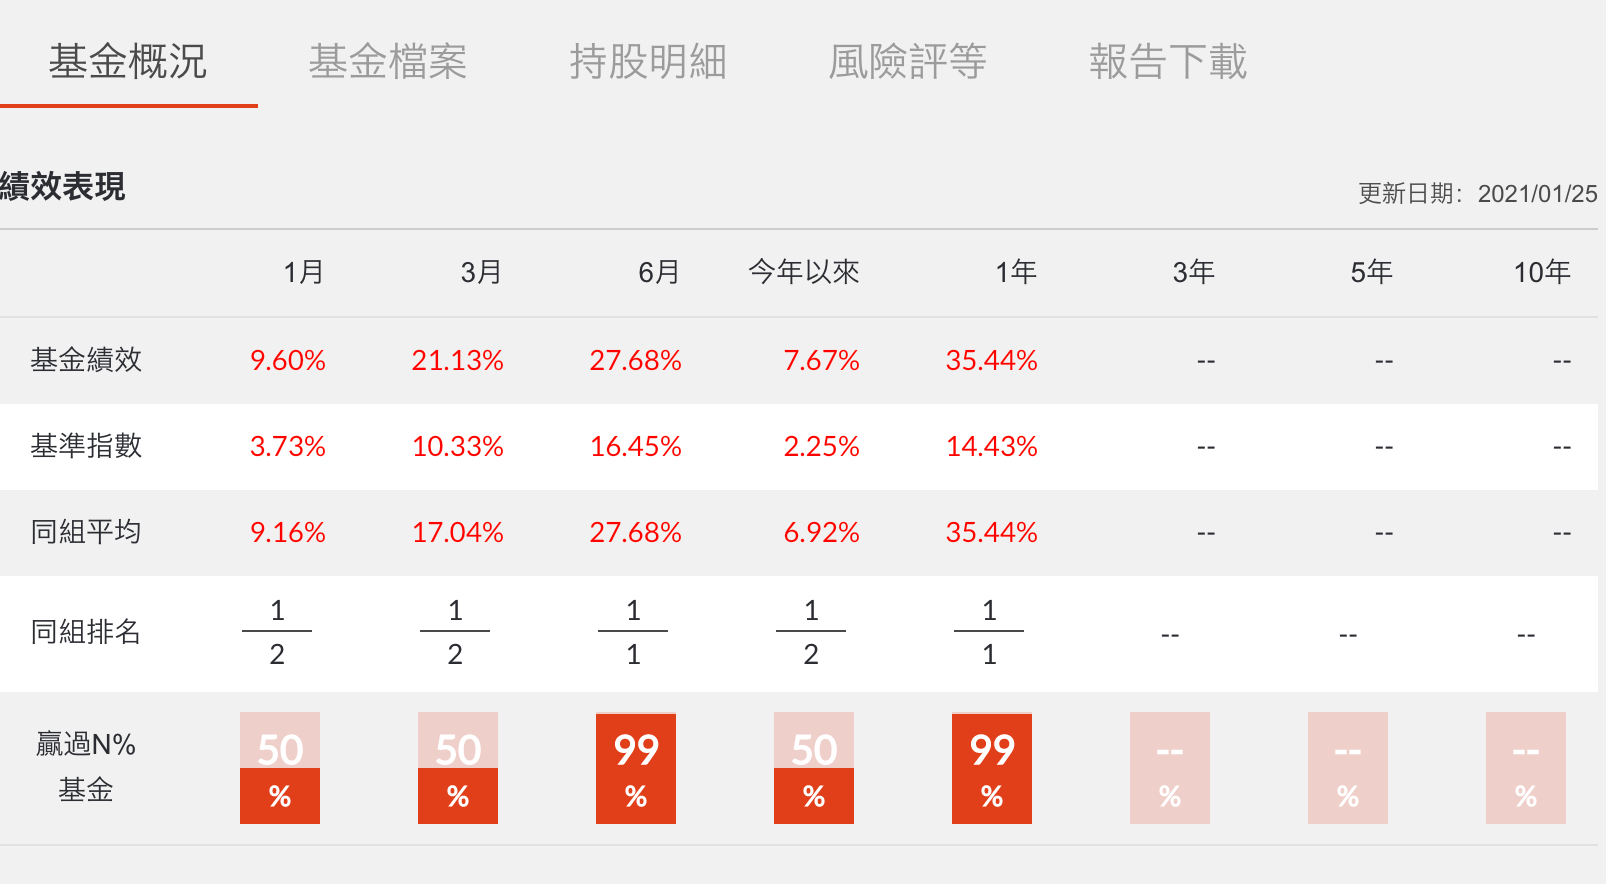 基金概況 基金檔案 持股明細 風險評等 報告下載
績效表現 更新日期：2021/01/25
1月 3月 6月 今年以來 1年 3年 5年 10年
基金績效 9.60% 21.13% 27.68% 7.67% 35.44% -- -- --
基準指數 3.73% 10.33% 16.45% 2.25% 14.43% -- -- --
同組平均 9.16% 17.04% 27.68% 6.92% 35.44% -- -- --
1 1 1 1 1
同組排名 -- -- --
2 2 1 2 1
贏過N% 50 50 99 50 99 -- -- --
基金 % % % % % % % %